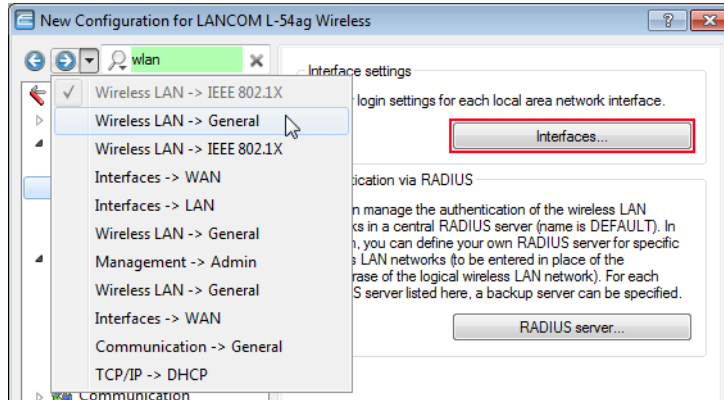 New Configuration for LANCOM L-54ag Wireless
wlan
Wireless LAN -> IEEE 802.1X
Wireless LAN -> General
Wireless LAN -> IEEE 802.1X
Interfaces -> WAN
Interfaces -> LAN
Wireless LAN -> General
Management -> Admin
Wireless LAN -> General
Interfaces -> WAN
Communication -> General
TCP/IP -> DHCP
Communication
Interface settings
login settings for each local area network interface.
Interfaces...
via RADIUS
manage the authentication of the wireless LAN
in a central RADIUS server (name is DEFAULT). In
you can define your own RADIUS server for specific
LAN networks (to be entered in place of the
of the logical wireless LAN network). For each
server listed here, a backup server can be specified.
RADIUS server...